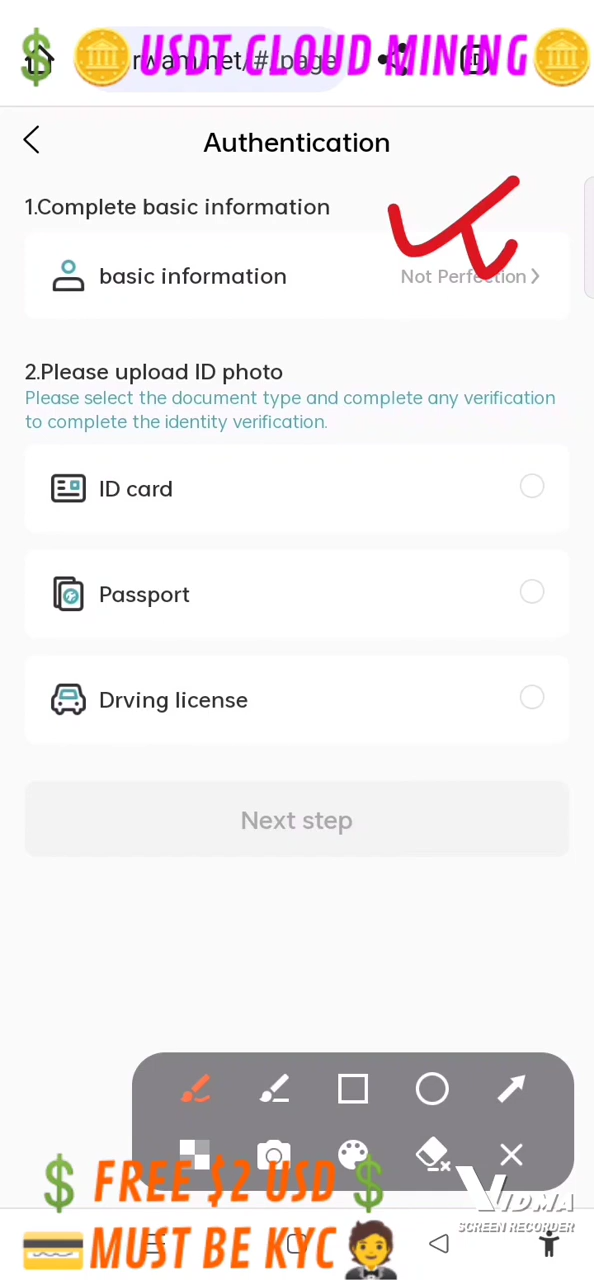 USDT CLOUD MINING
Authentication
1.Complete basic information
basic information
Not Perfection
2.Please upload ID photo
Please select the document type and complete any verification
to complete the identity verification.
ID card
Passport
Drving license
Next step
$ FREE $2 USD $
MUST BE KYC
VIDMA
SCREEN RECORDER